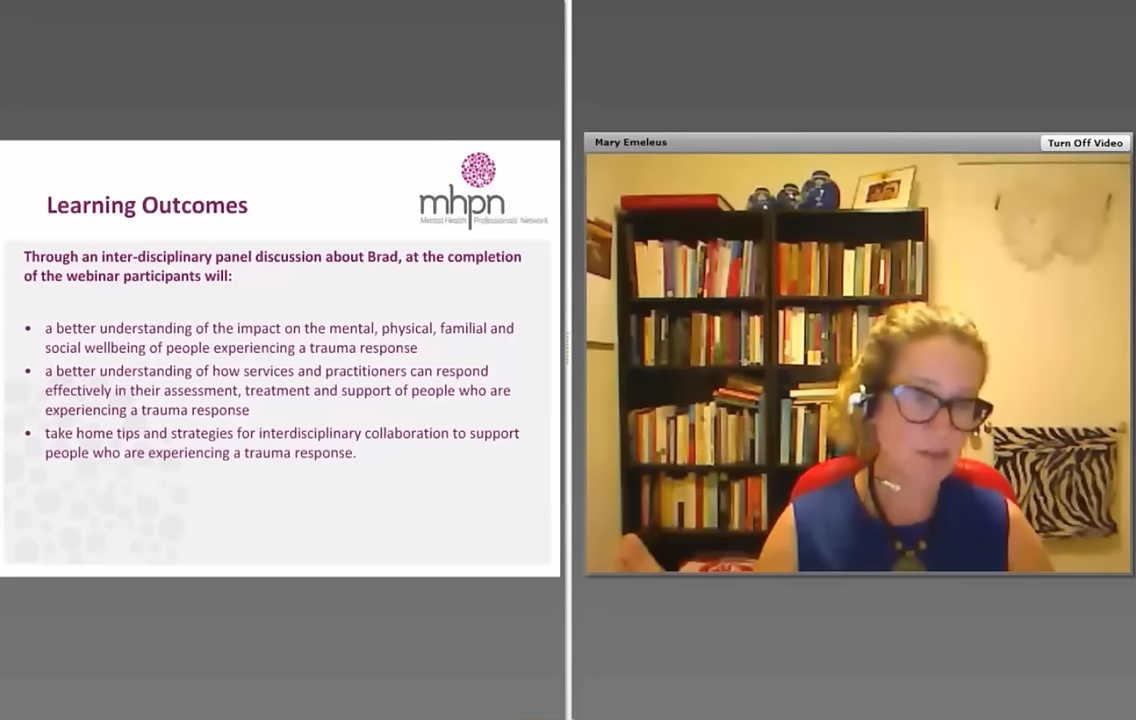 Learning Outcomes
mhpn
Mental Health Professionals' Network
Through an inter-disciplinary panel discussion about Brad, at the completion
of the webinar participants will:
• a better understanding of the impact on the mental, physical, familial and
social wellbeing of people experiencing a trauma response
• a better understanding of how services and practitioners can respond
effectively in their assessment, treatment and support of people who are
experiencing a trauma response
• take home tips and strategies for interdisciplinary collaboration to support
people who are experiencing a trauma response.
Mary Emeleus
Turn Off Video